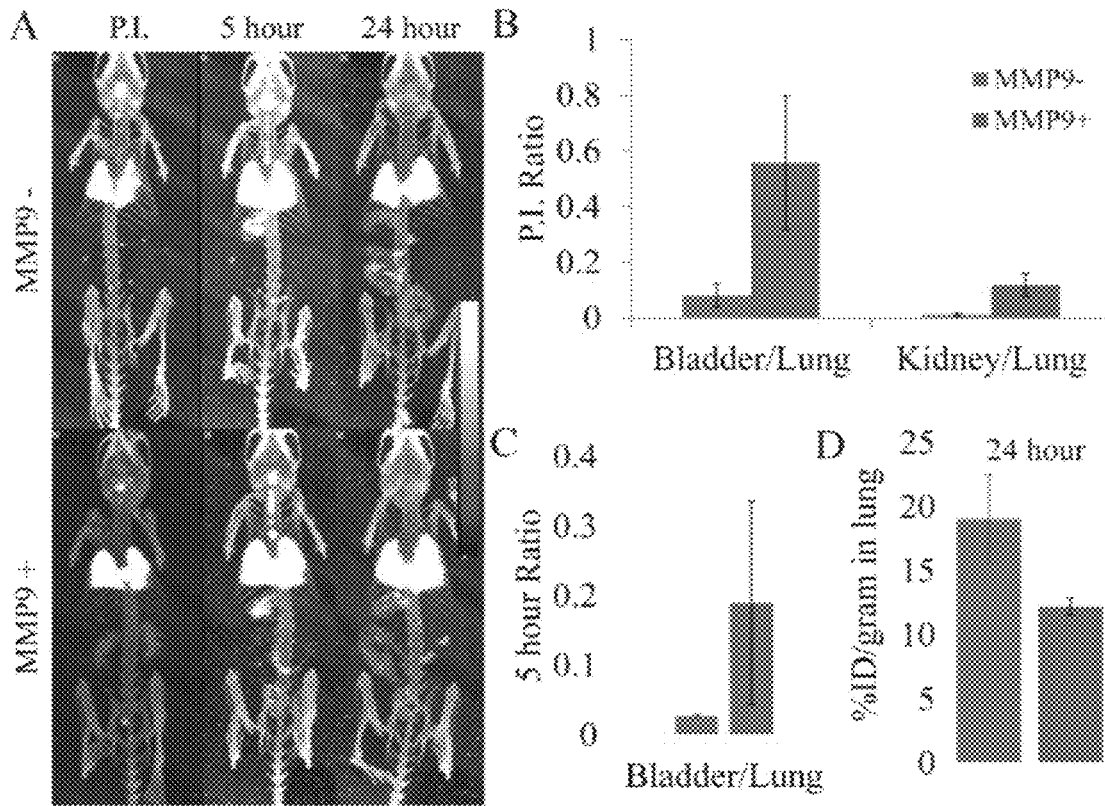 A
P.I.
5 hour
24 hour
MMP9 -
MMP9 +
B
P.I. Ratio
1
0.8
0.6
0.4
0.2
0
MMP9-
MMP9+
Bladder/Lung
Kidney/Lung
C
5 hour Ratio
0.4
0.3
0.2
0.1
0
Bladder/Lung
D
%ID/gram in lung
25
20
15
10
5
0
24 hour